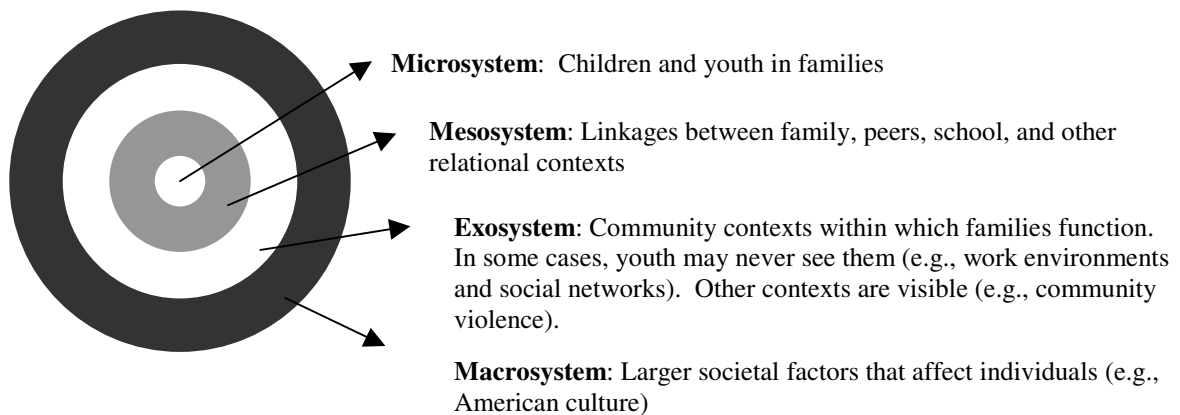 Microsystem: Children and youth in families
Mesosystem: Linkages between family, peers, school, and other
relational contexts
Exosystem: Community contexts within which families function.
In some cases, youth may never see them (e.g., work environments
and social networks). Other contexts are visible (e.g., community
violence).
Macrosystem: Larger societal factors that affect individuals (e.g.,
American culture)